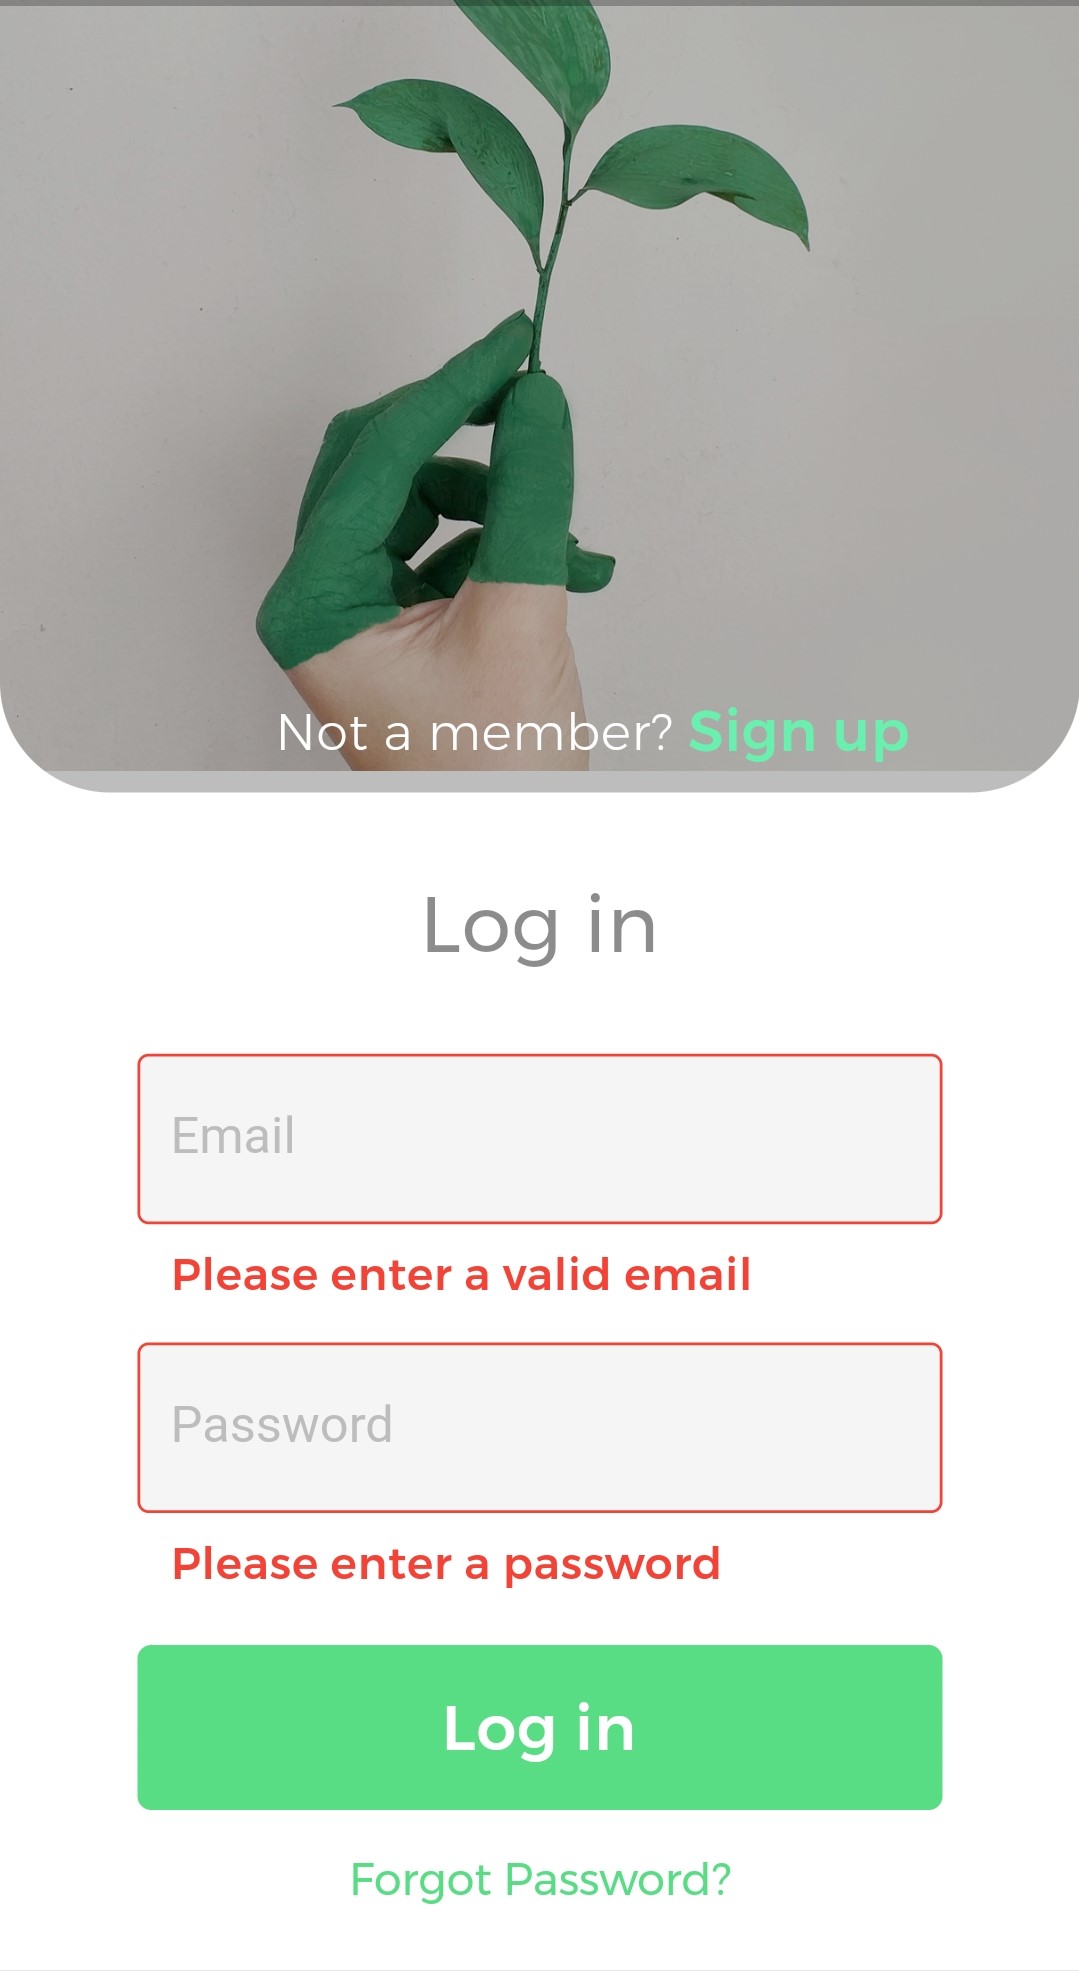 Not a member? Sign up
Log in
Email
Please enter a valid email
Password
Please enter a password
Log in
Forgot Password?